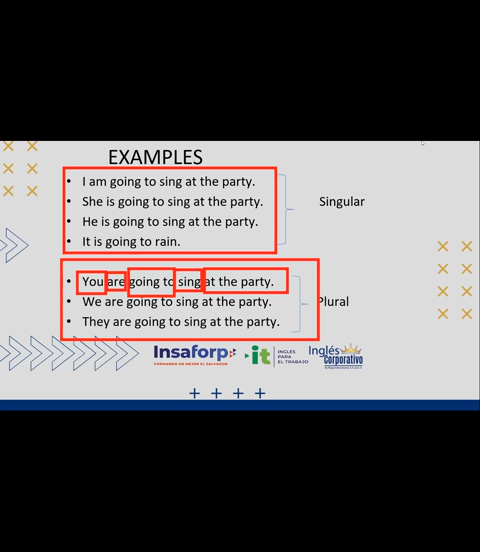 EXAMPLES
• I am going to sing at the party.
• She is going to sing at the party.
• He is going to sing at the party.
• It is going to rain.
Singular
• You are going to sing at the party.
• We are going to sing at the party.
• They are going to sing at the party.
Plural
Insaforp
FORMANDO UN MEJOR EL SALVADOR
it
INGLÉS
PARA
EL TRABAJO
Inglés
Corporativo